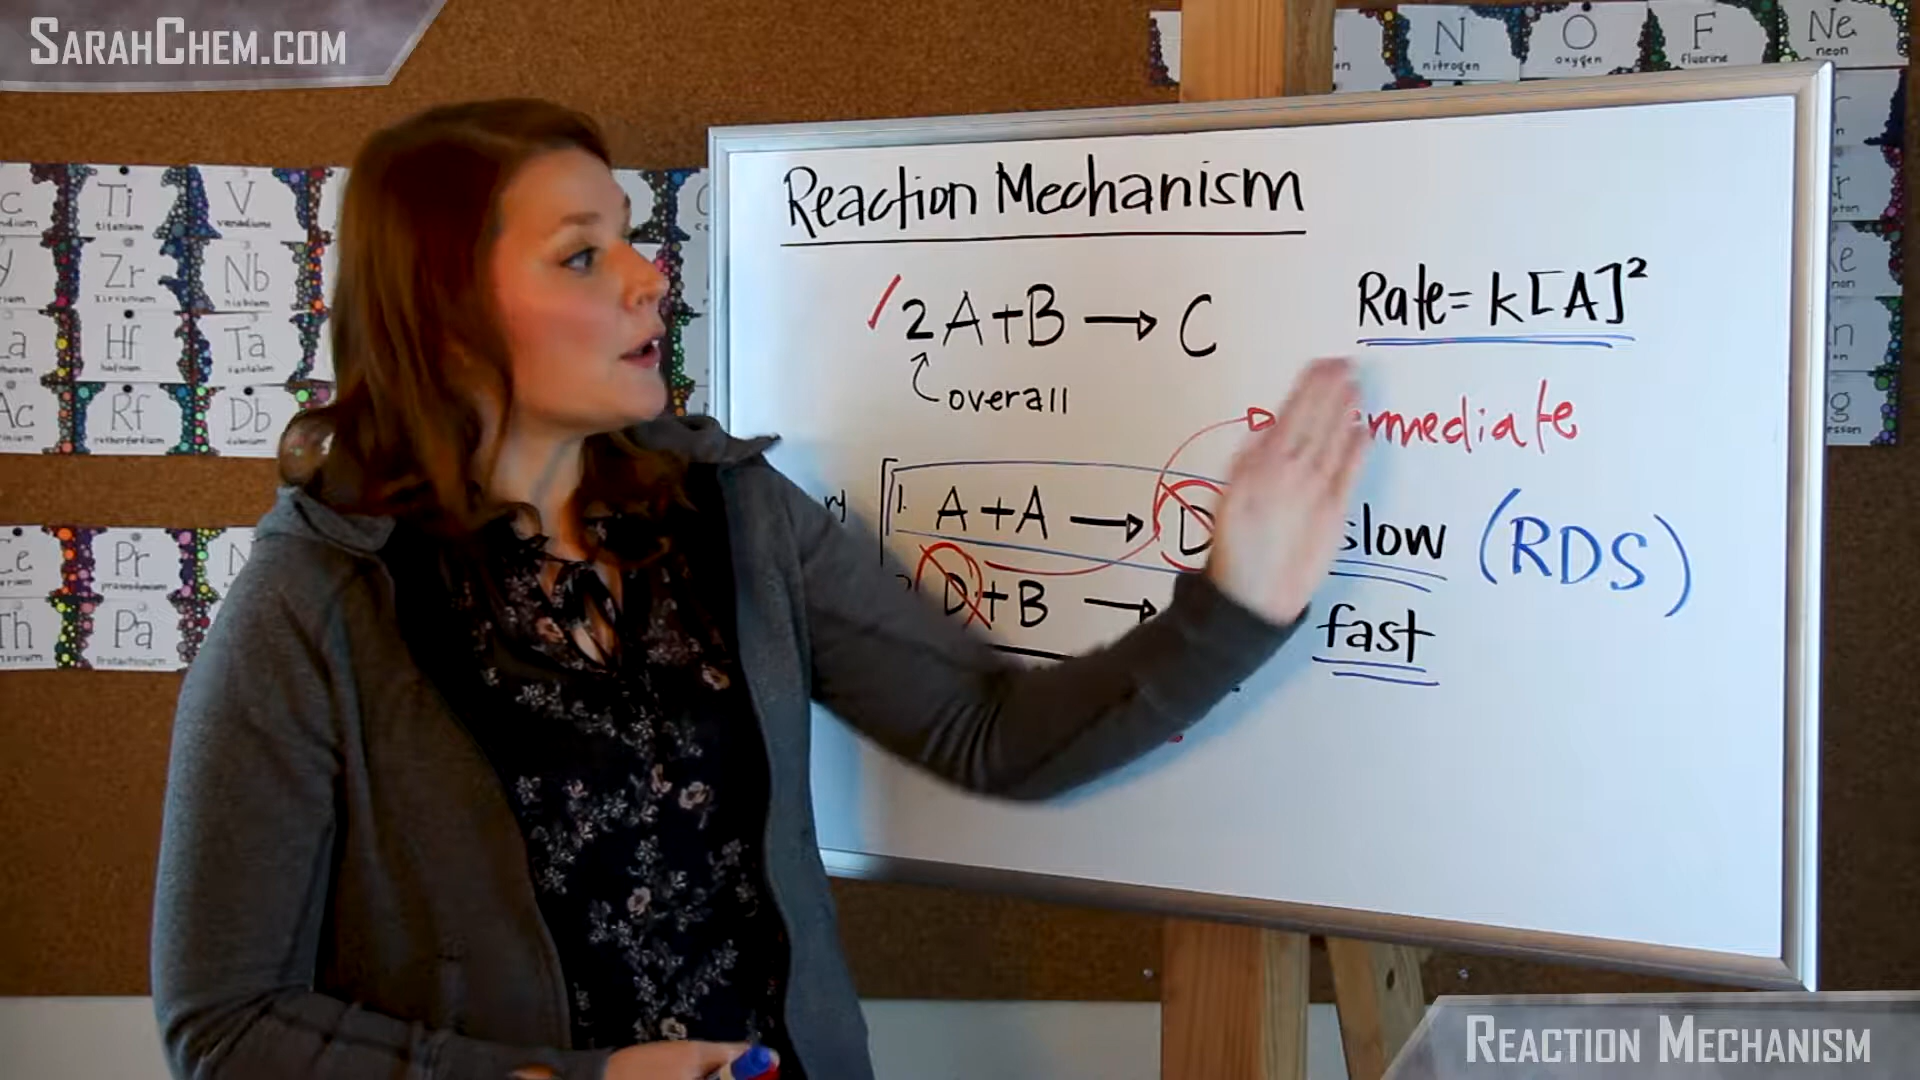 SARAHCHEM.COM
N
nitrogen
O
oxygen
F
fluorine
Ne
neon
Reaction Mechanism
Ti
titanium
V
vanadium
Zr
zirconium
Nb
niobium
Hf
hafnium
Ta
tantalum
Ac
Rf
rutherfordium
Db
dubnium
Ce
Pr
praseodymium
Th
Pa
protactinium
2A+B → C
overall
Rate = k[A]²
1. A + A → D slow (RDS)
D + B → fast
REACTION MECHANISM